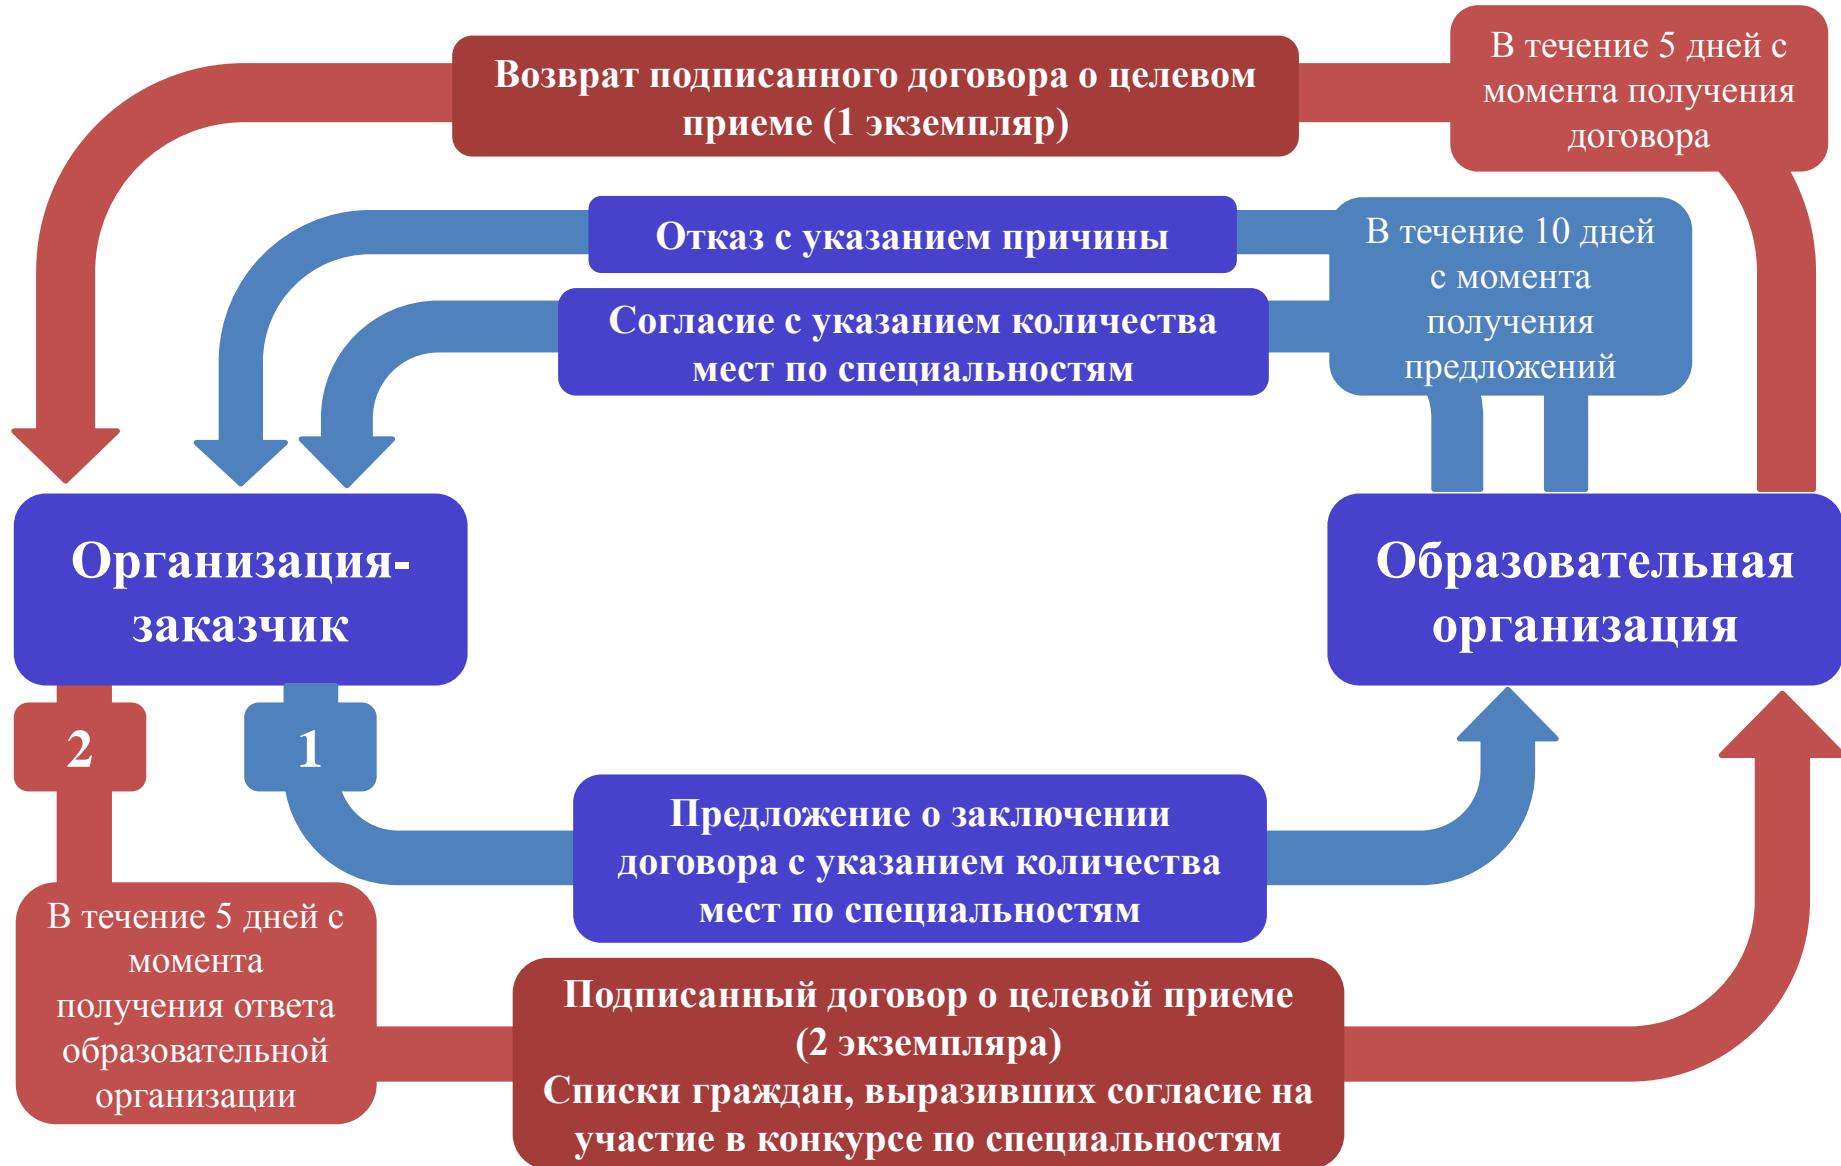 Возврат подписанного договора о целевом
приеме (1 экземпляр)
В течение 5 дней с
момента получения
договора
Отказ с указанием причины
Согласие с указанием количества
мест по специальностям
В течение 10 дней
с момента
получения
предложений
Организация-
заказчик
Образовательная
организация
2
1
Предложение о заключении
договора с указанием количества
мест по специальностям
В течение 5 дней с
момента
получения ответа
образовательной
организации
Подписанный договор о целевой приеме
(2 экземпляра)
Списки граждан, выразивших согласие на
участие в конкурсе по специальностям